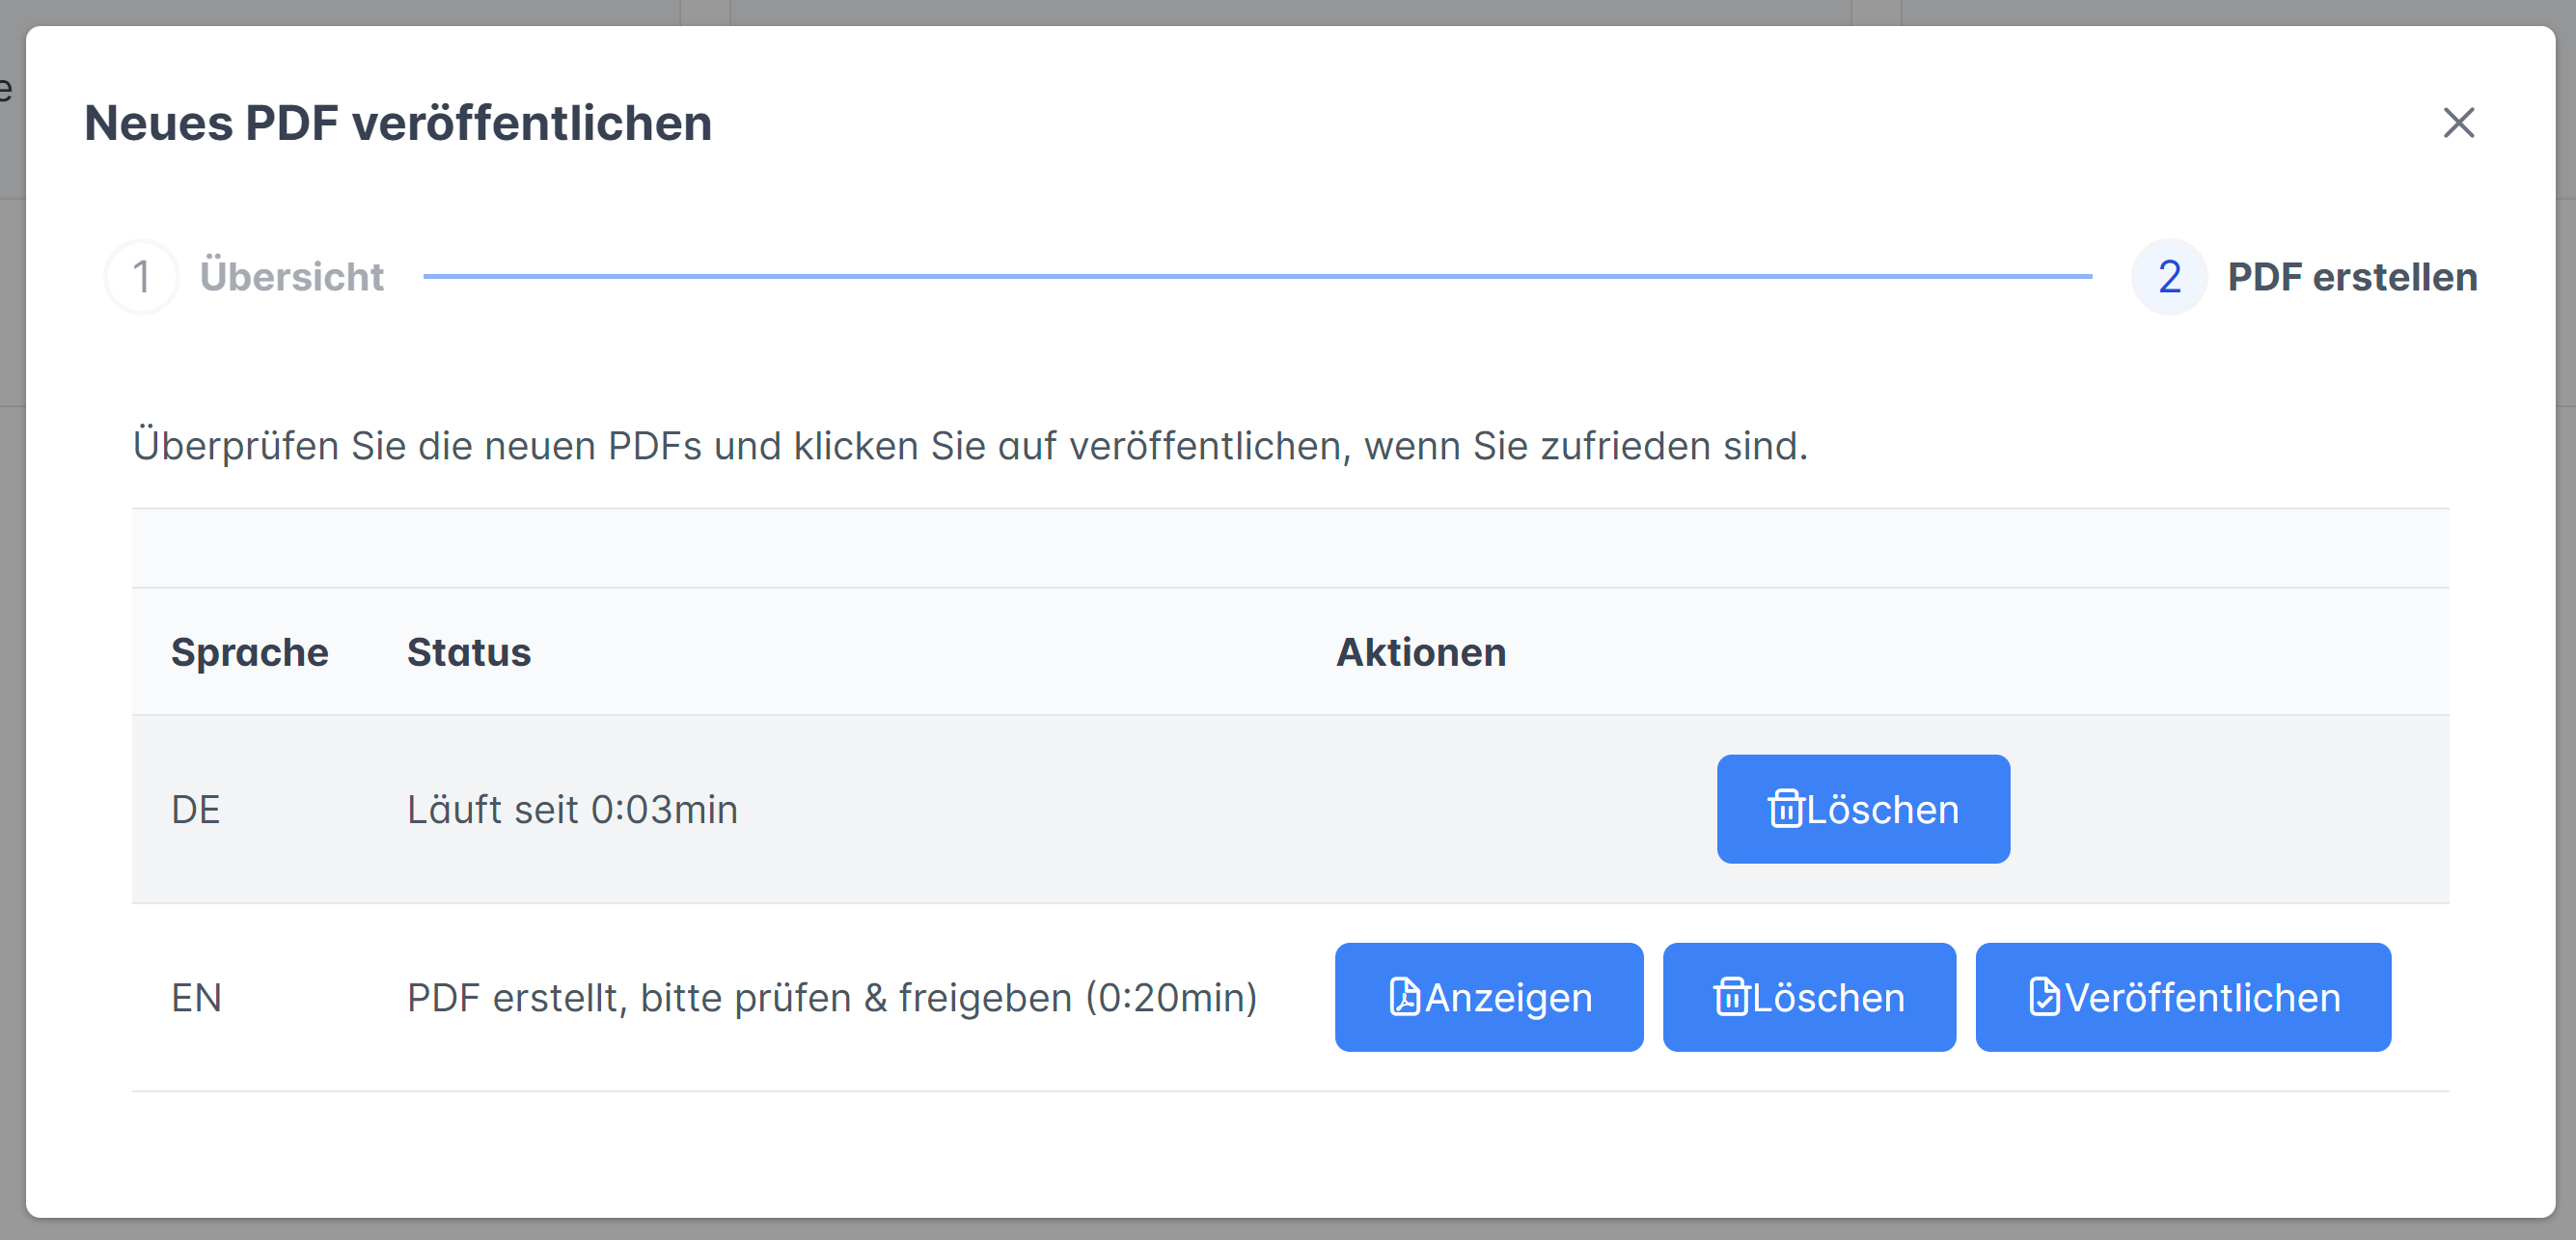 e
Neues PDF veröffentlichen
1 Übersicht 2 PDF erstellen
Überprüfen Sie die neuen PDFs und klicken Sie auf veröffentlichen, wenn Sie zufrieden sind.
Sprache Status Aktionen
DE Läuft seit 0:03min Löschen
EN PDF erstellt, bitte prüfen & freigeben (0:20min) Anzeigen Löschen Veröffentlichen